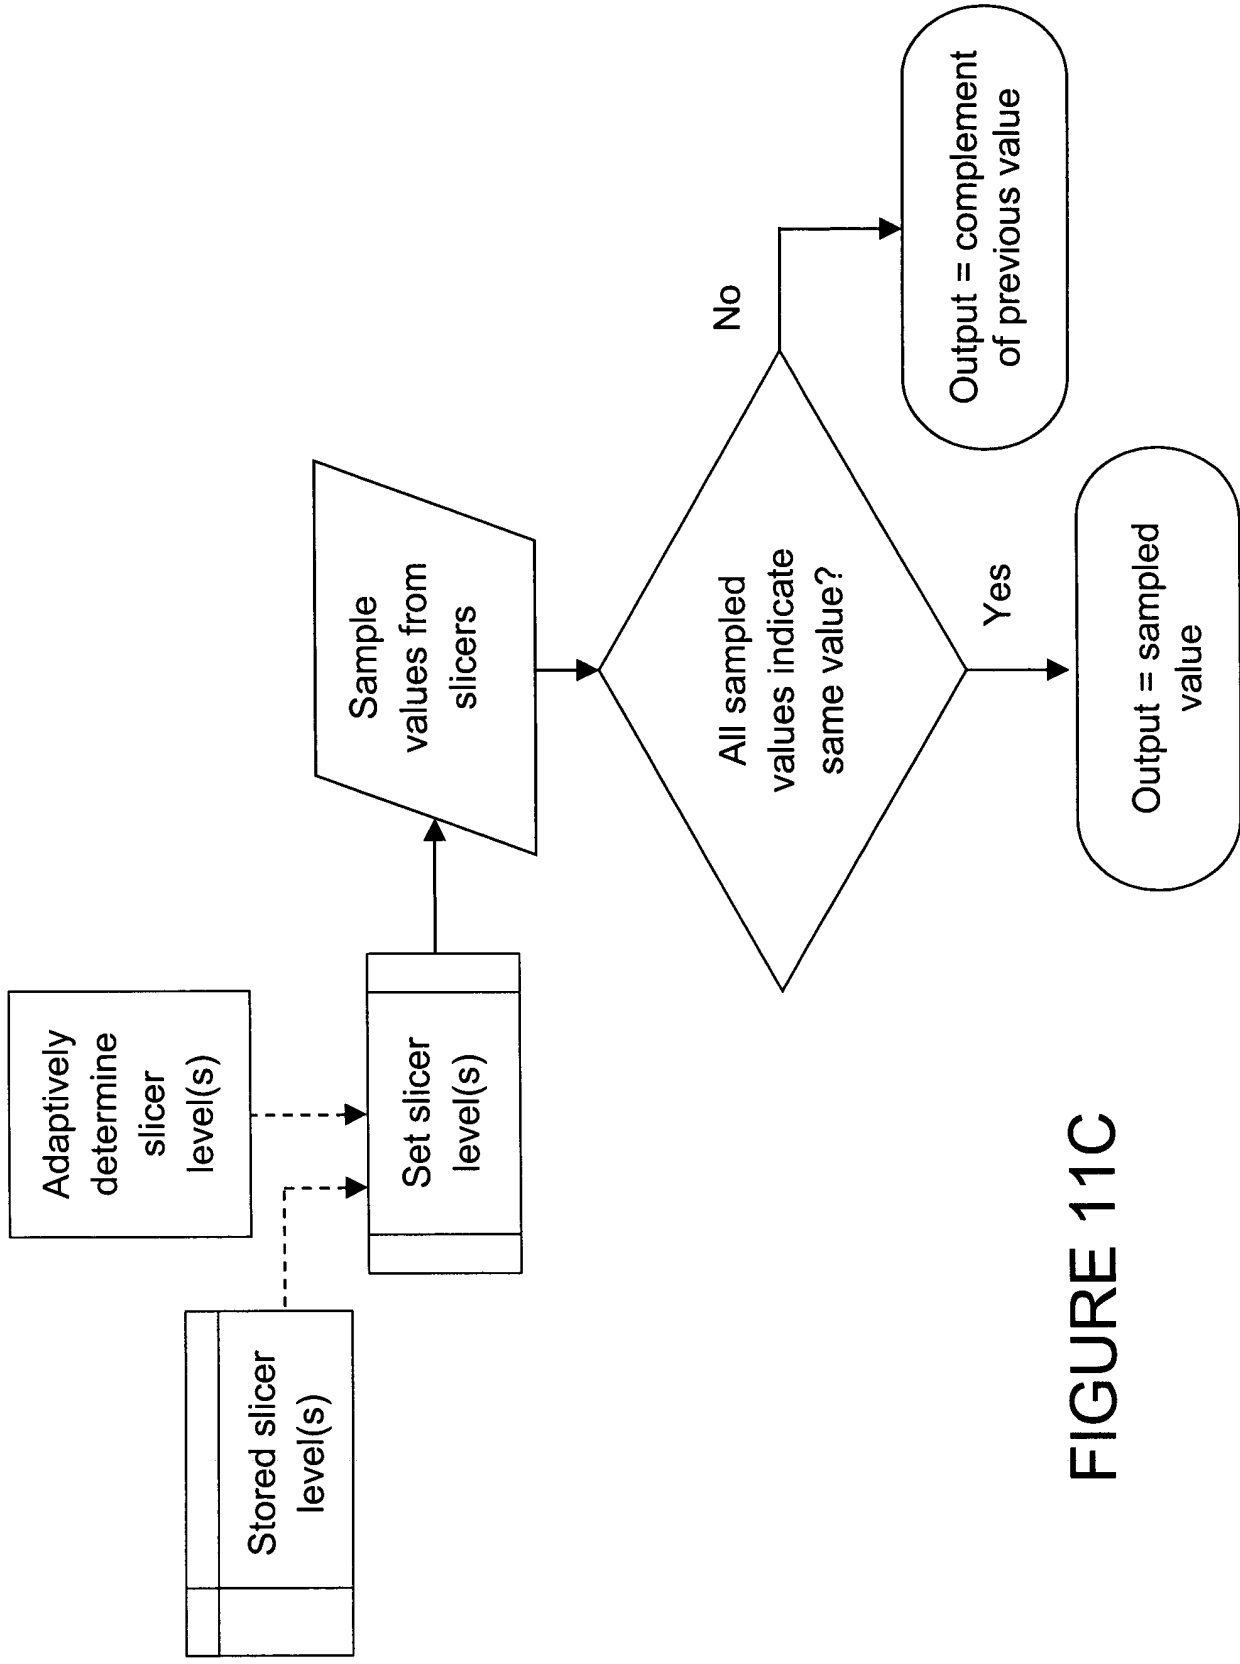 Adaptively
determine
slicer
level(s)
Stored slicer
level(s)
Set slicer
level(s)
Sample
values from
slicers
All sampled
values indicate
same value?
No
Yes
Output = complement
of previous value
Output = sampled
value
FIGURE 11C